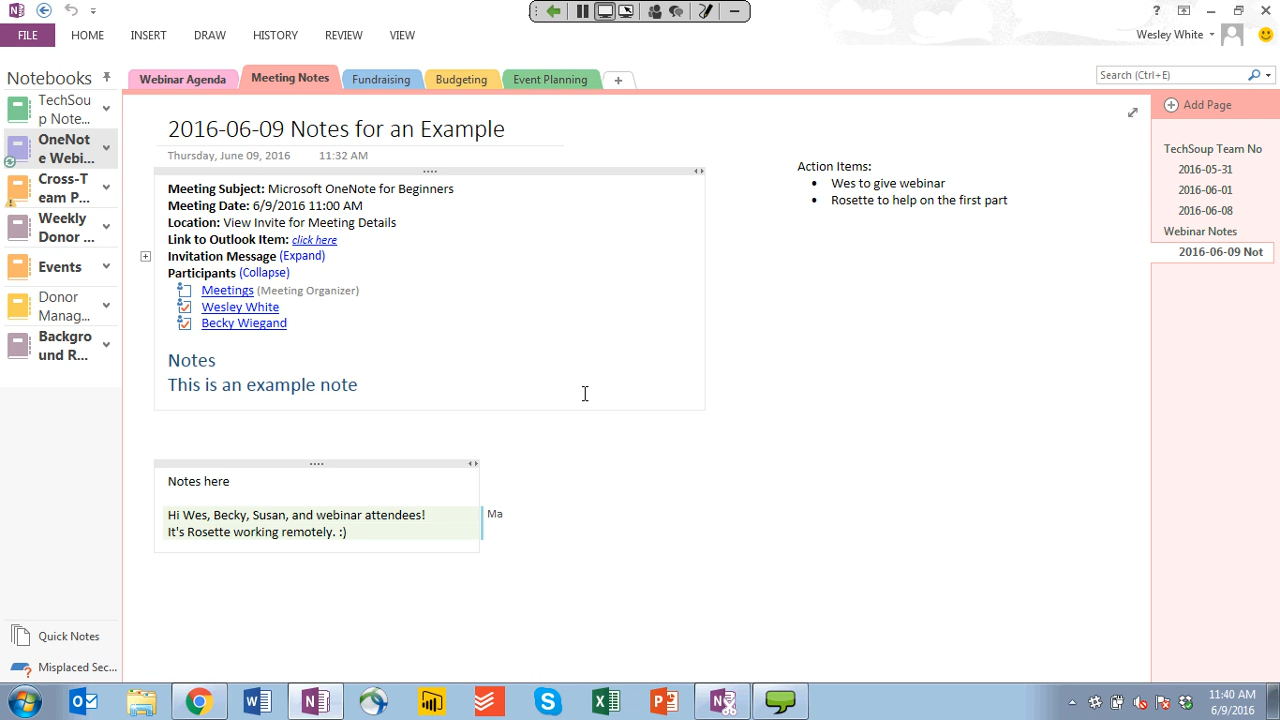 FILE HOME INSERT DRAW HISTORY REVIEW VIEW
Wesley White
Notebooks
TechSou
p Note...
OneNot
e Webi...
Cross-T
eam P...
Weekly
Donor ...
Events
Donor
Manag...
Backgro
und R...
Quick Notes
Misplaced Sec...
Webinar Agenda Meeting Notes Fundraising Budgeting Event Planning
Search (Ctrl+E)
2016-06-09 Notes for an Example
Thursday, June 09, 2016 11:32 AM
Meeting Subject: Microsoft OneNote for Beginners
Meeting Date: 6/9/2016 11:00 AM
Location: View Invite for Meeting Details
Link to Outlook Item: click here
Invitation Message (Expand)
Participants (Collapse)
Meetings (Meeting Organizer)
Wesley White
Becky Wiegand
Notes
This is an example note
Notes here
Hi Wes, Becky, Susan, and webinar attendees!
It's Rosette working remotely. :)
Ma
Action Items:
• Wes to give webinar
• Rosette to help on the first part
Add Page
TechSoup Team No
2016-05-31
2016-06-01
2016-06-08
Webinar Notes
2016-06-09 Not
11:40 AM
6/9/2016